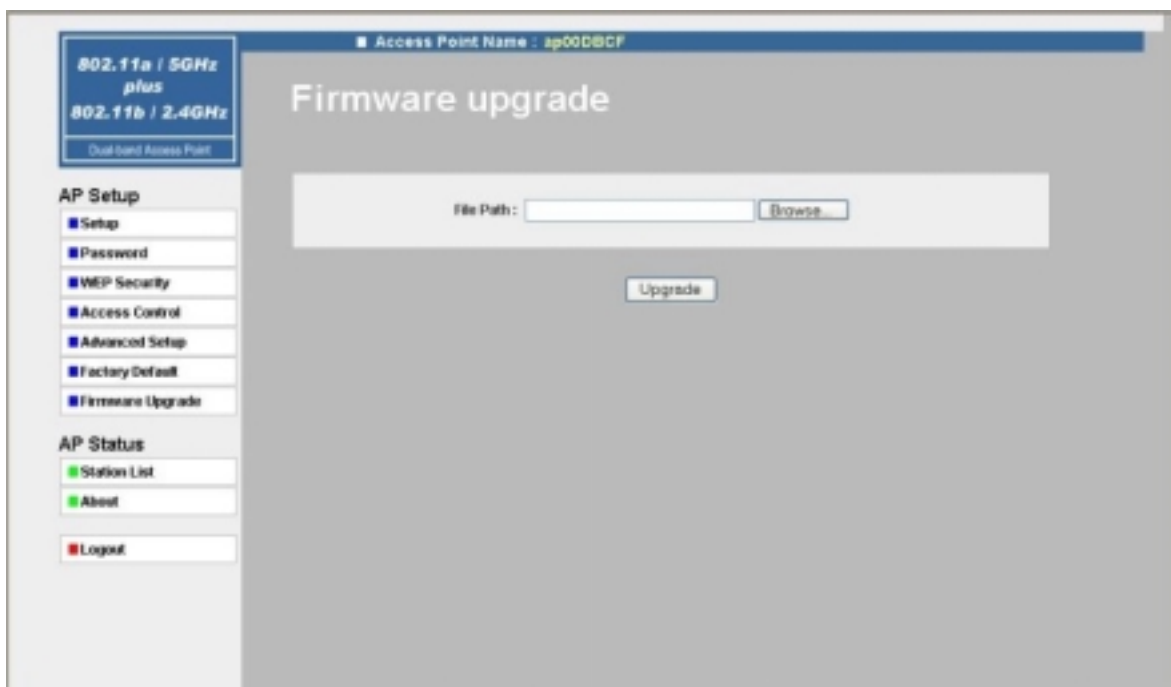 802.11a / 5GHz
plus
802.11b / 2.4GHz
Dual-band Access Point
Access Point Name : ap00DBCF
Firmware upgrade
File Path :
Browse...
Upgrade
AP Setup
Setup
Password
WEP Security
Access Control
Advanced Setup
Factory Default
Firmware Upgrade
AP Status
Station List
About
Logout